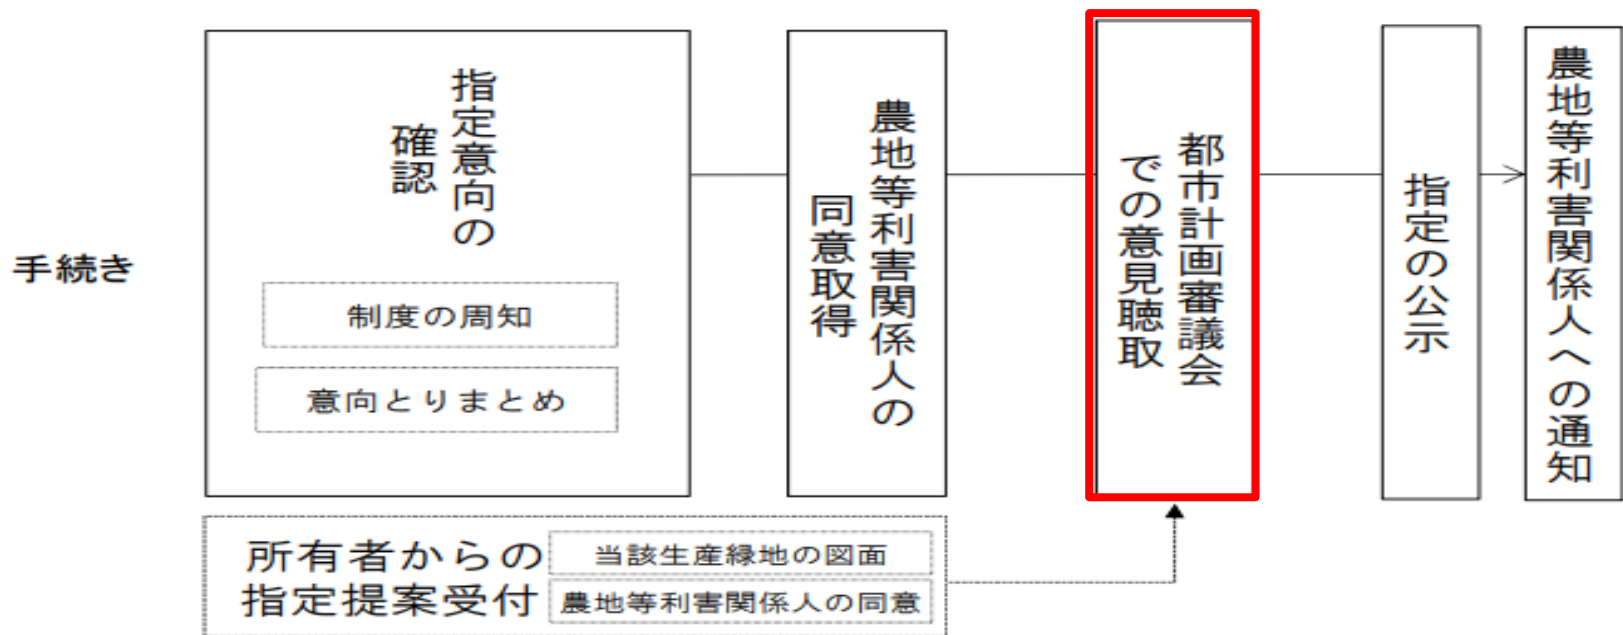 手続き
指定意向の
確認
制度の周知
意向とりまとめ
農地等利害関係人の
同意取得
都市計画審議会
での意見聴取
指定の公示
農地等利害関係人への通知
所有者からの
指定提案受付
当該生産緑地の図面
農地等利害関係人の同意